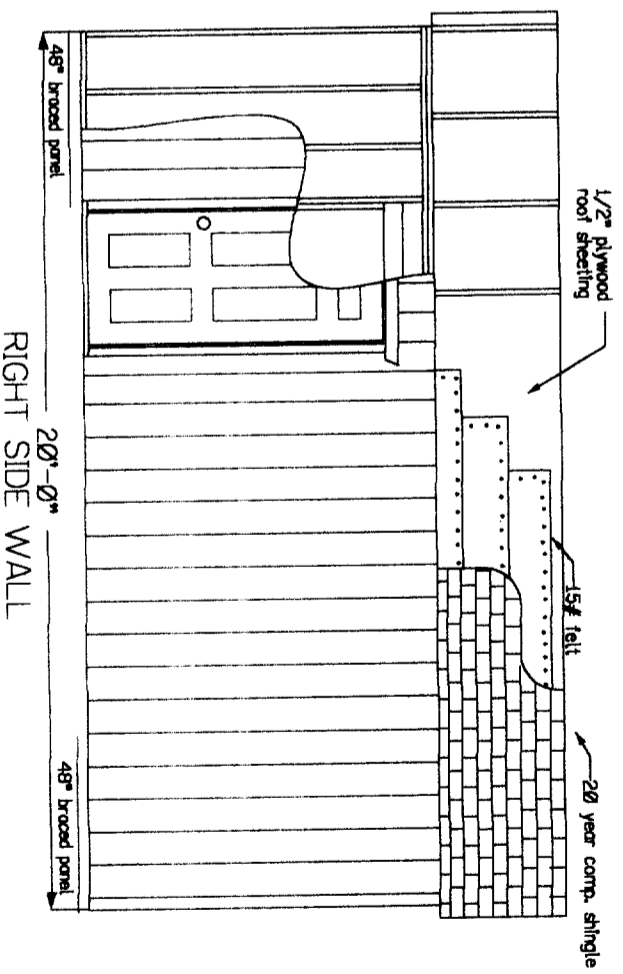 1/2" plywood
roof sheeting
15# felt
20 year comp. shingle
48" braced panel
20'-0"
48" braced panel
RIGHT SIDE WALL